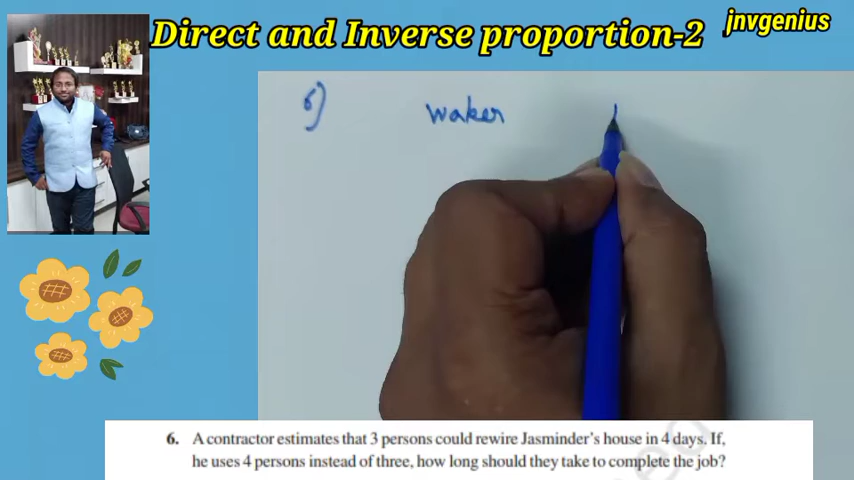 Direct and Inverse proportion-2
jnvgenius
6)
waker
6. A contractor estimates that 3 persons could rewire Jasminder's house in 4 days. If,
he uses 4 persons instead of three, how long should they take to complete the job?